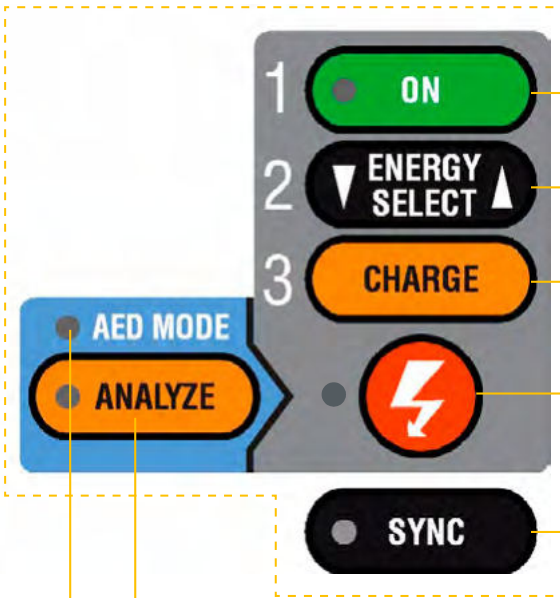 1 ON
2 ENERGY
SELECT
3 CHARGE
AED MODE
ANALYZE
SYNC